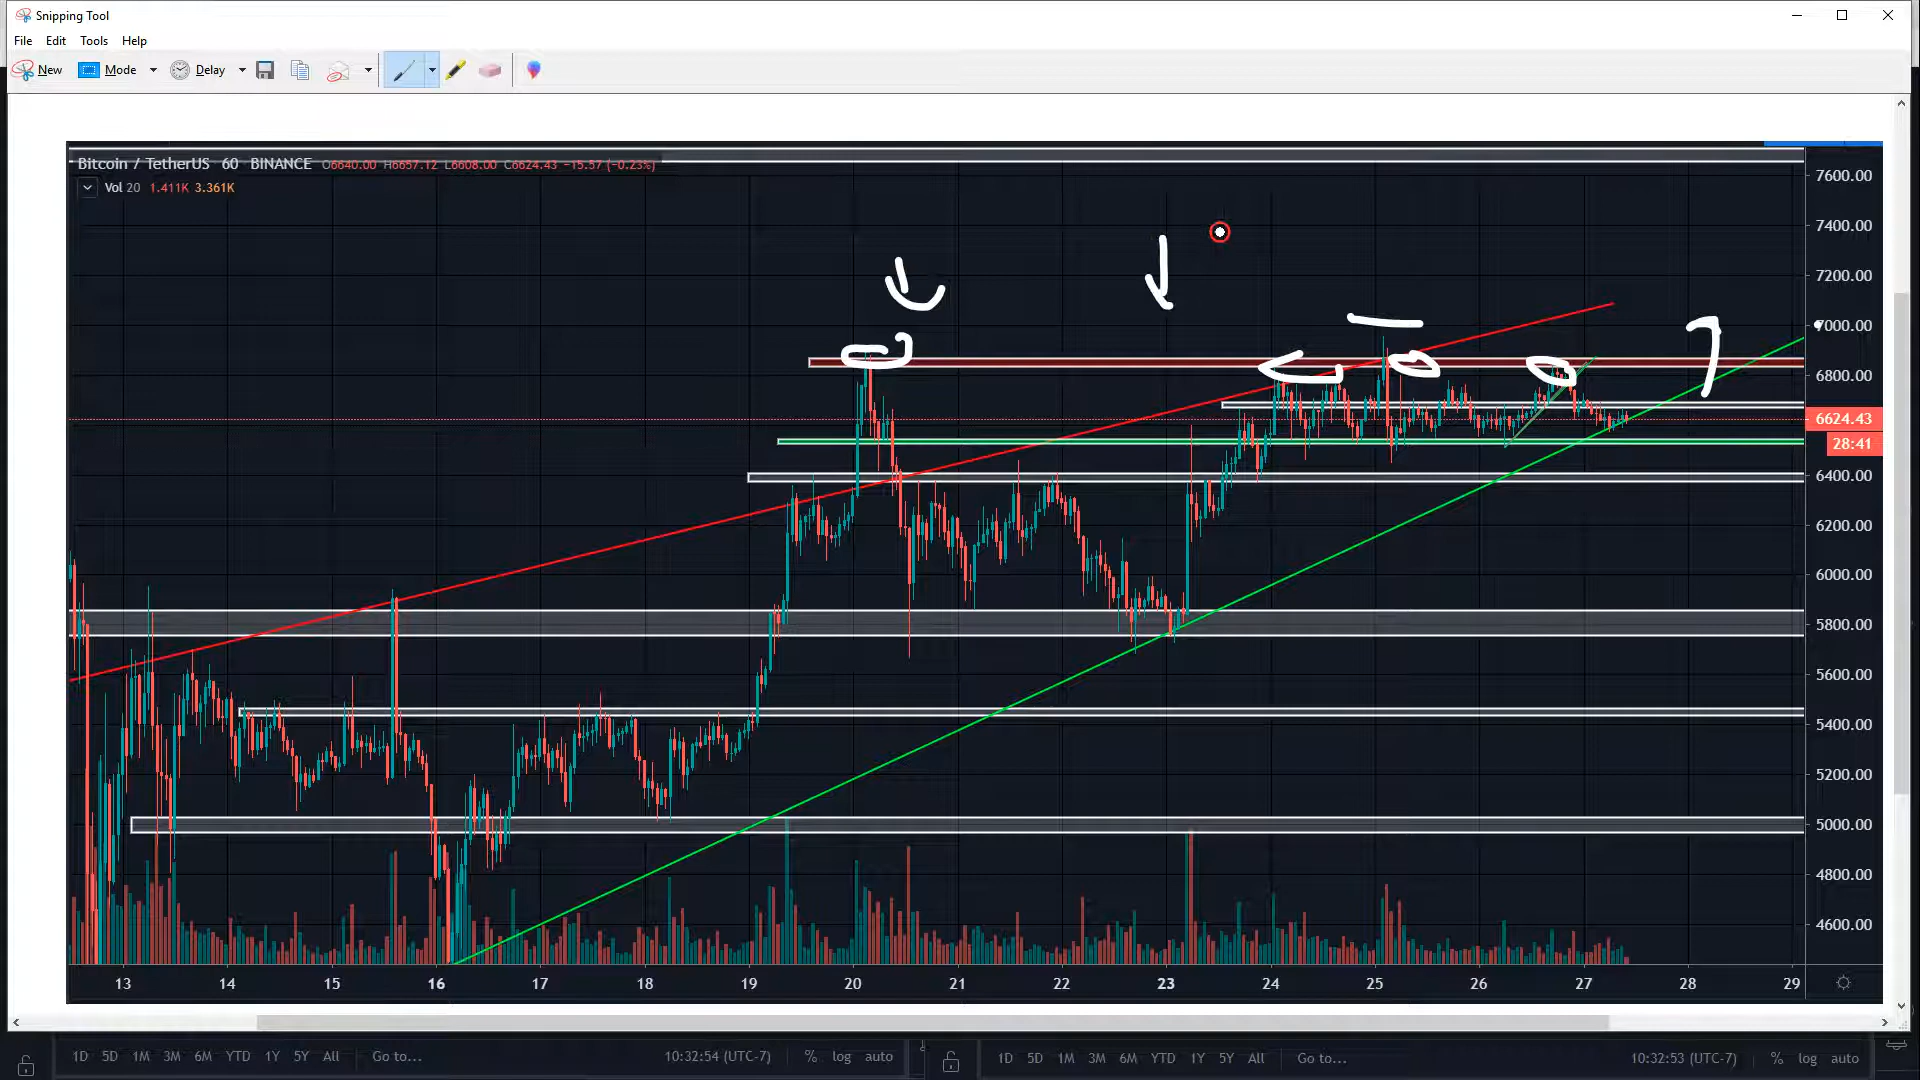 Snipping Tool
File Edit Tools Help
New Mode Delay
Bitcoin / TetherUS 60 BINANCE O6640.00 H6657.12 L6608.00 C6624.43 −15.57 (−0.23%)
Vol 20 1.411K 3.361K
7600.00
7400.00
7200.00
7000.00
6800.00
6624.43
28:41
6400.00
6200.00
6000.00
5800.00
5600.00
5400.00
5200.00
5000.00
4800.00
4600.00
13 14 15 16 17 18 19 20 21 22 23 24 25 26 27 28 29
1D 5D 1M 3M 6M YTD 1Y 5Y All Go to... 10:32:54 (UTC-7) % log auto
1D 5D 1M 3M 6M YTD 1Y 5Y All Go to... 10:32:53 (UTC-7) % log auto